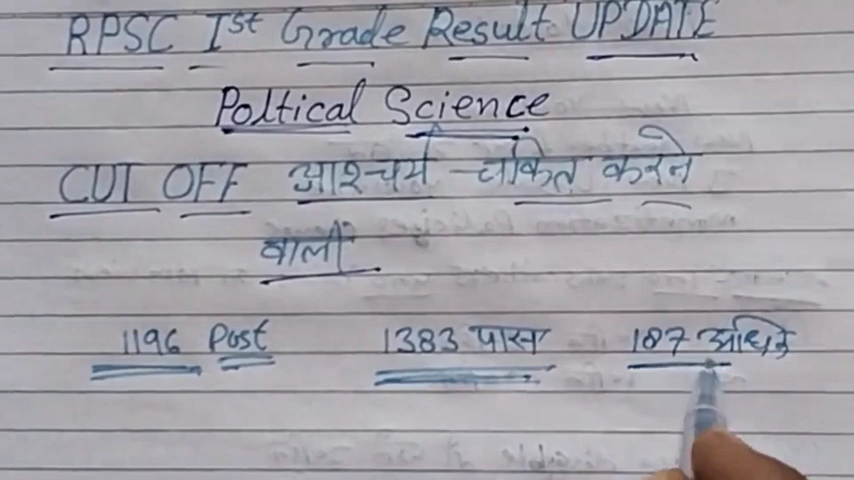 RPSC Ist Grade Result UPDATE
Poltical Science
CUT OFF आश्चर्य चकित करने
वाली
1196 Post 1383 पास 187 अधिक